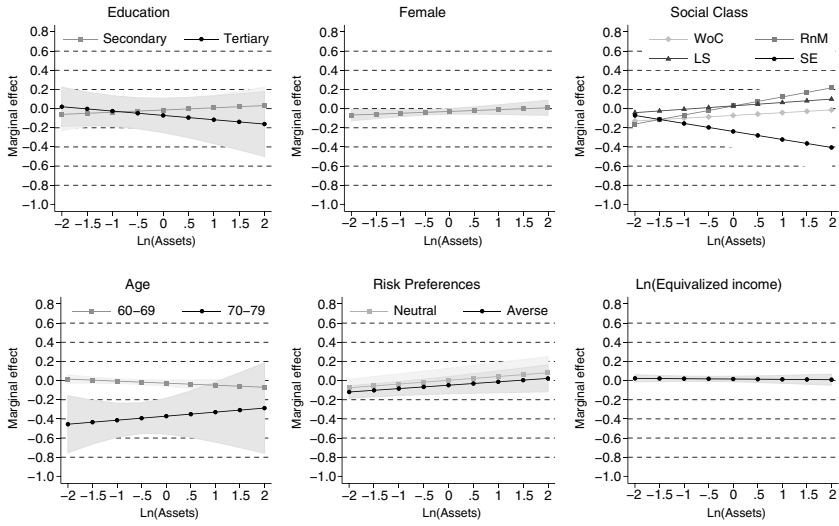 Education
Secondary Tertiary
Marginal effect
0.8
0.6
0.4
0.2
0.0
−0.2
−0.4
−0.6
−0.8
−1.0
−2 −1.5 −1 −.5 0 .5 1 1.5 2
Ln(Assets)
Female
Marginal effect
0.8
0.6
0.4
0.2
0.0
−0.2
−0.4
−0.6
−0.8
−1.0
−2 −1.5 −1 −.5 0 .5 1 1.5 2
Ln(Assets)
Social Class
WoC RnM
LS SE
Marginal effect
0.8
0.6
0.4
0.2
0.0
−0.2
−0.4
−0.6
−0.8
−1.0
−2 −1.5 −1 −.5 0 .5 1 1.5 2
Ln(Assets)
Age
60−69 70−79
Marginal effect
0.8
0.6
0.4
0.2
0.0
−0.2
−0.4
−0.6
−0.8
−1.0
−2 −1.5 −1 −.5 0 .5 1 1.5 2
Ln(Assets)
Risk Preferences
Neutral Averse
Marginal effect
0.8
0.6
0.4
0.2
0.0
−0.2
−0.4
−0.6
−0.8
−1.0
−2 −1.5 −1 −.5 0 .5 1 1.5 2
Ln(Assets)
Ln(Equivalized income)
Marginal effect
0.8
0.6
0.4
0.2
0.0
−0.2
−0.4
−0.6
−0.8
−1.0
−2 −1.5 −1 −.5 0 .5 1 1.5 2
Ln(Assets)